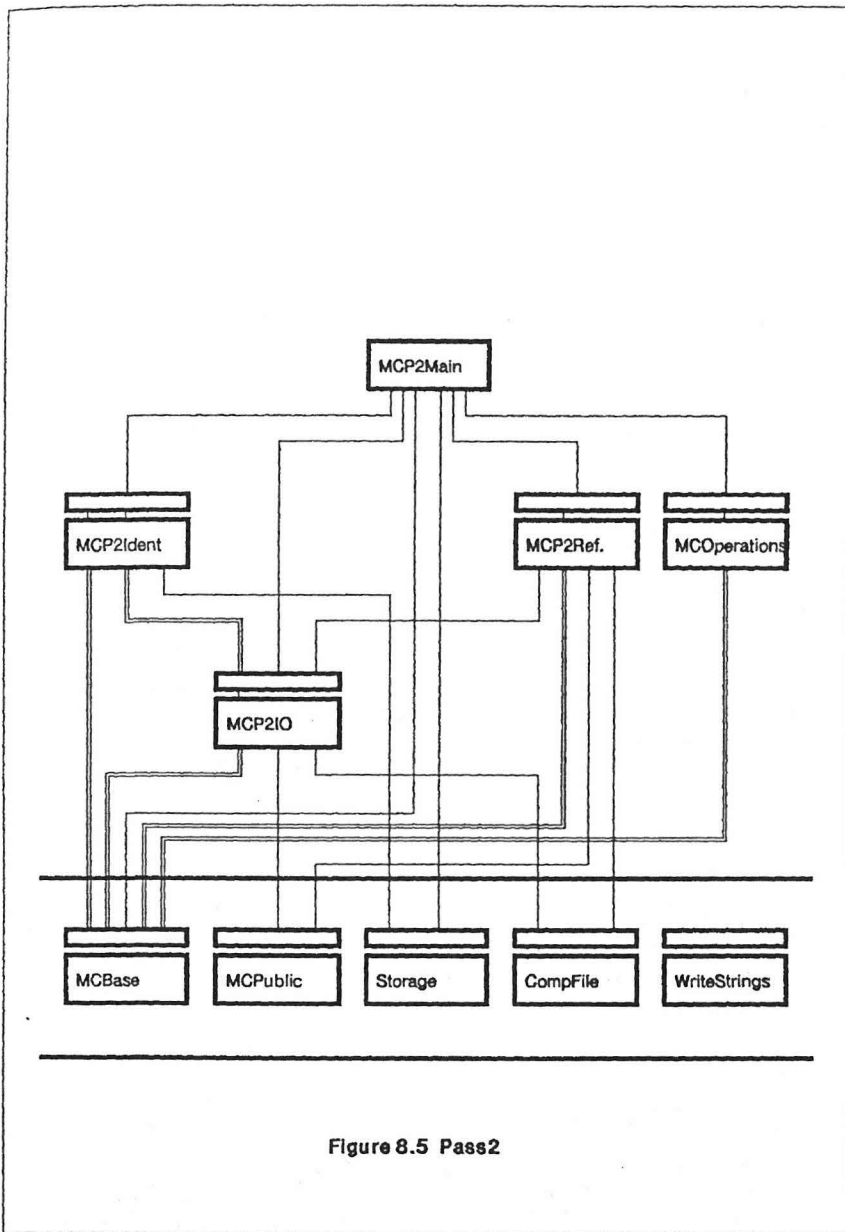 MCP2Main
MCP2Ident
MCP2Ref.
MCOperations
MCP2IO
MCBase
MCPublic
Storage
CompFile
WriteStrings
Figure 8.5 Pass2